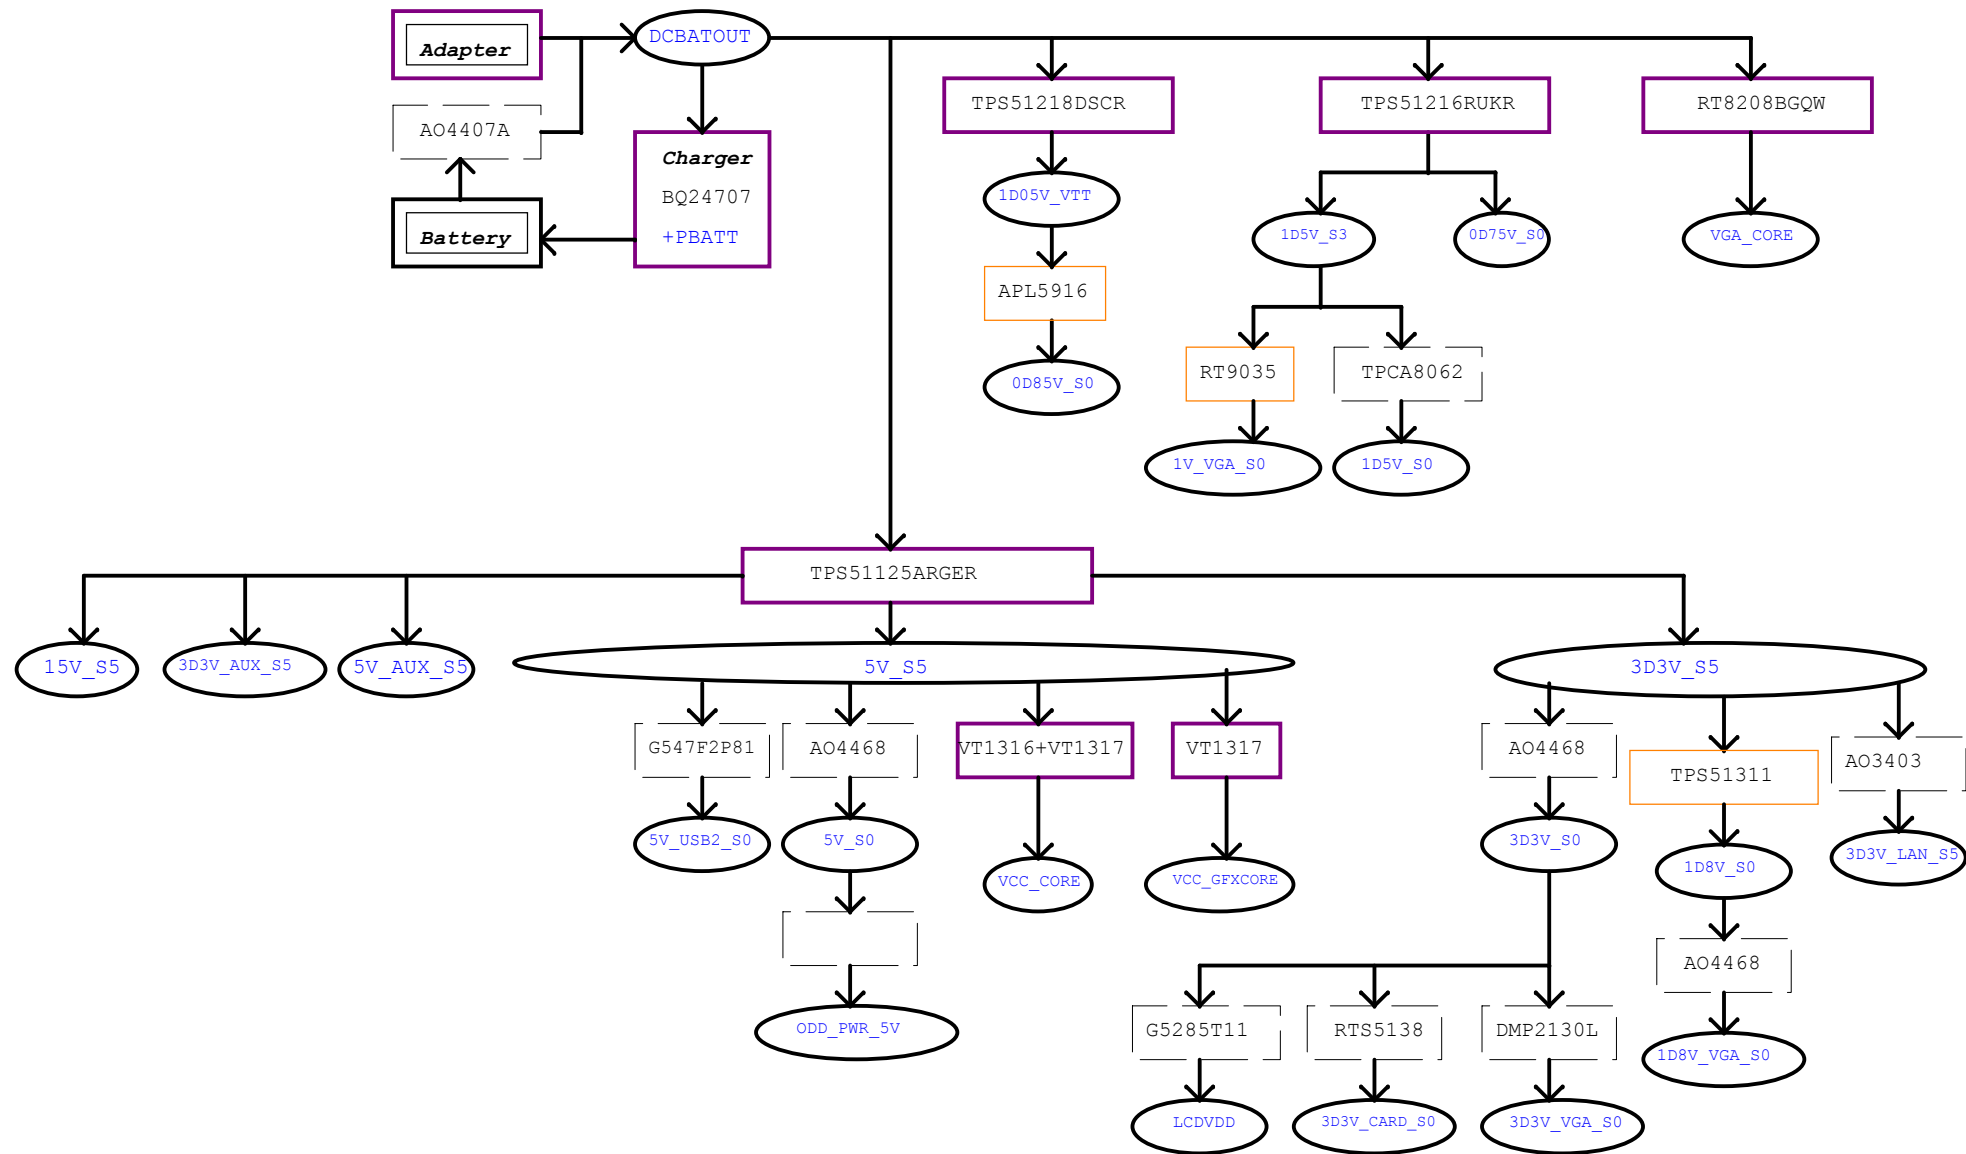 Adapter
DCBATOUT
AO4407A
Charger
BQ24707
+PBATT
Battery
TPS51218DSCR
TPS51216RUKR
RT8208BGQW
1D05V_VTT
1D5V_S3
0D75V_S0
VGA_CORE
APL5916
RT9035
TPCA8062
0D85V_S0
1V_VGA_S0
1D5V_S0
TPS51125ARGER
15V_S5
3D3V_AUX_S5
5V_AUX_S5
5V_S5
3D3V_S5
G547F2P81
AO4468
VT1316+VT1317
VT1317
AO4468
TPS51311
AO3403
5V_USB2_S0
5V_S0
VCC_CORE
VCC_GFXCORE
3D3V_S0
1D8V_S0
3D3V_LAN_S5
AO4468
ODD_PWR_5V
G5285T11
RTS5138
DMP2130L
1D8V_VGA_S0
LCDVDD
3D3V_CARD_S0
3D3V_VGA_S0